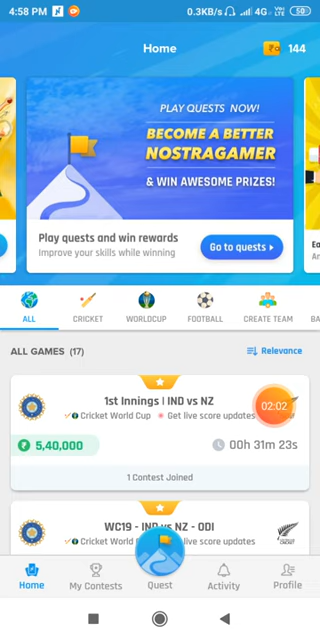 4:58 PM
0.3KB/s
4G
VoLTE
50
Home
144
PLAY QUESTS NOW!
BECOME A BETTER
NOSTRAGAMER
& WIN AWESOME PRIZES!
Play quests and win rewards
Improve your skills while winning
Go to quests
Ea
Ar
ALL
CRICKET
WORLDCUP
FOOTBALL
CREATE TEAM
BA
ALL GAMES (17)
Relevance
1st Innings | IND vs NZ
Cricket World Cup
Get live score updates
02:02
₹ 5,40,000
00h 31m 23s
1 Contest Joined
WC19 - IND vs NZ - ODI
Cricket World
live score updates
Home
My Contests
Quest
Activity
Profile